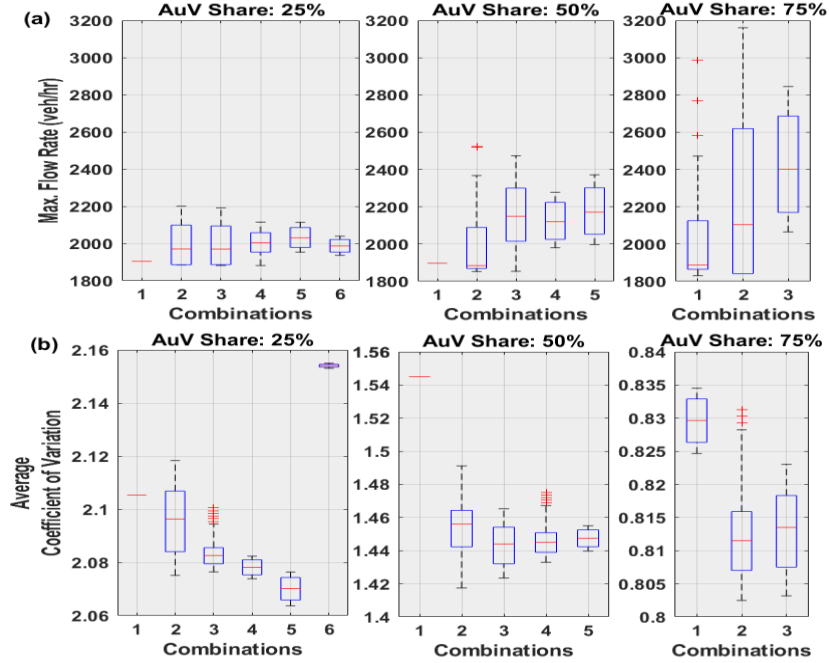 (a)
AuV Share: 25%
AuV Share: 50%
AuV Share: 75%
Max. Flow Rate (veh/hr)
3200
3000
2800
2600
2400
2200
2000
1800
3200
3000
2800
2600
2400
2200
2000
1800
3200
3000
2800
2600
2400
2200
2000
1800
1 2 3 4 5 6
1 2 3 4 5
1 2 3
Combinations
Combinations
Combinations
(b)
AuV Share: 25%
AuV Share: 50%
AuV Share: 75%
Average
Coefficient of Variation
2.16
2.14
2.12
2.1
2.08
2.06
1.56
1.54
1.52
1.5
1.48
1.46
1.44
1.42
1.4
0.84
0.835
0.83
0.825
0.82
0.815
0.81
0.805
0.8
1 2 3 4 5 6
1 2 3 4 5
1 2 3
Combinations
Combinations
Combinations